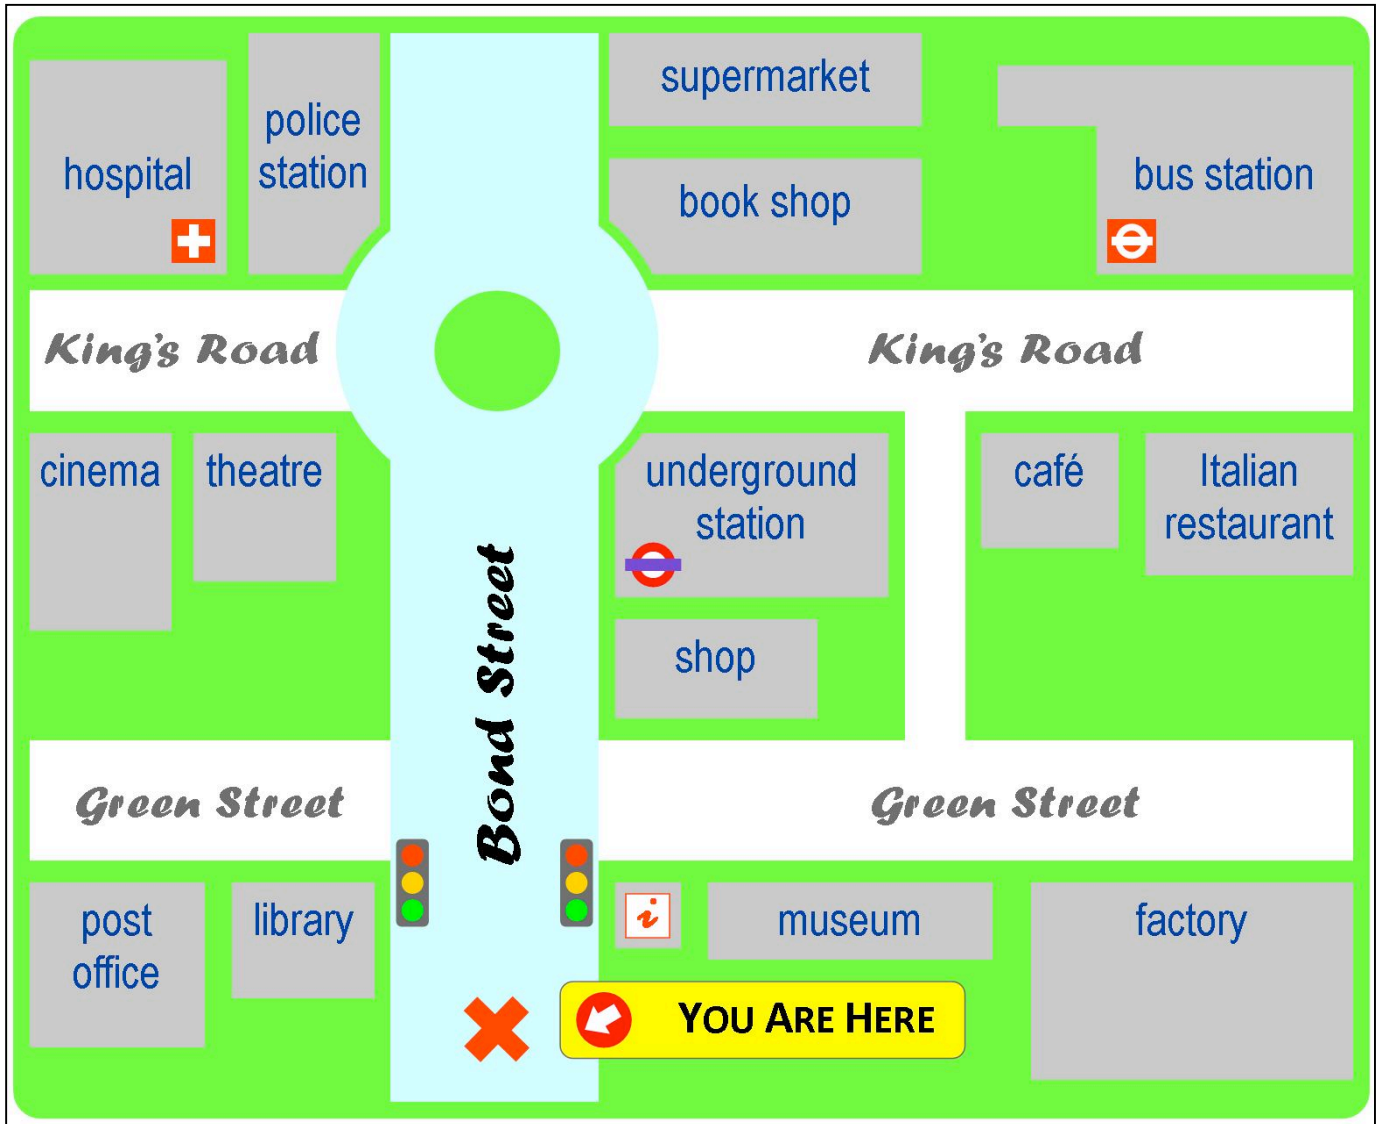 supermarket
police
station
hospital
book shop
bus station
King's Road
King's Road
cinema
theatre
underground
station
café
Italian
restaurant
Bond Street
shop
Green Street
Green Street
post
office
library
i
museum
factory
YOU ARE HERE